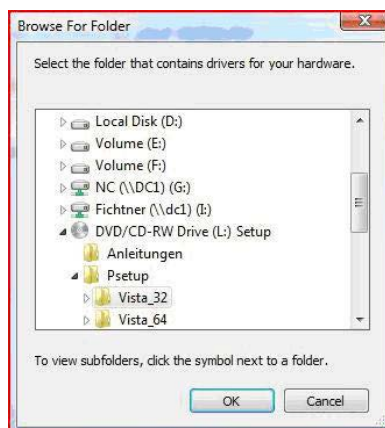 Browse For Folder
Select the folder that contains drivers for your hardware.
Local Disk (D:)
Volume (E:)
Volume (F:)
NC (\\DC1) (G:)
Fichtner (\\dc1) (I:)
DVD/CD-RW Drive (L:) Setup
Anleitungen
Psetup
Vista_32
Vista_64
To view subfolders, click the symbol next to a folder.
OK Cancel